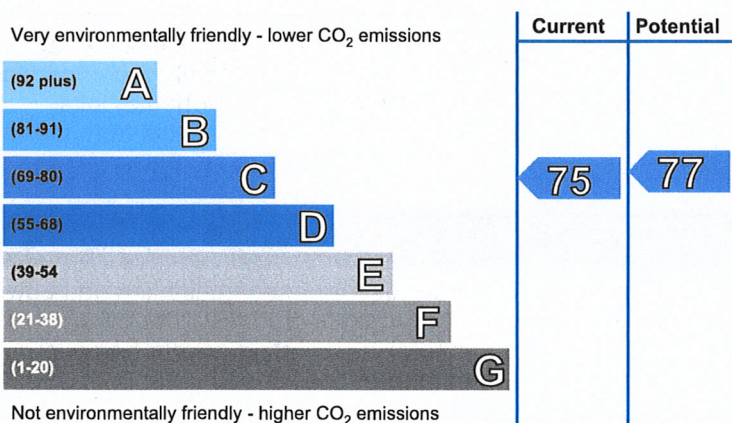 Very environmentally friendly - lower CO2 emissions
Current
Potential
(92 plus) A
(81-91) B
(69-80) C
75
77
(55-68) D
(39-54 E
(21-38) F
(1-20) G
Not environmentally friendly - higher CO2 emissions